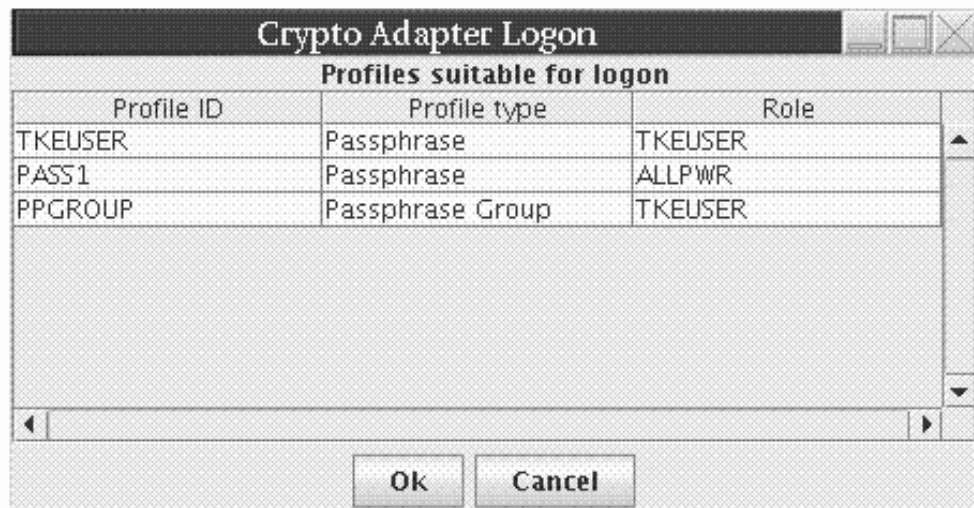 Crypto Adapter Logon
Profiles suitable for logon
Profile ID Profile type Role
TKEUSER Passphrase TKEUSER
PASS1 Passphrase ALLPWR
PPGROUP Passphrase Group TKEUSER
Ok Cancel